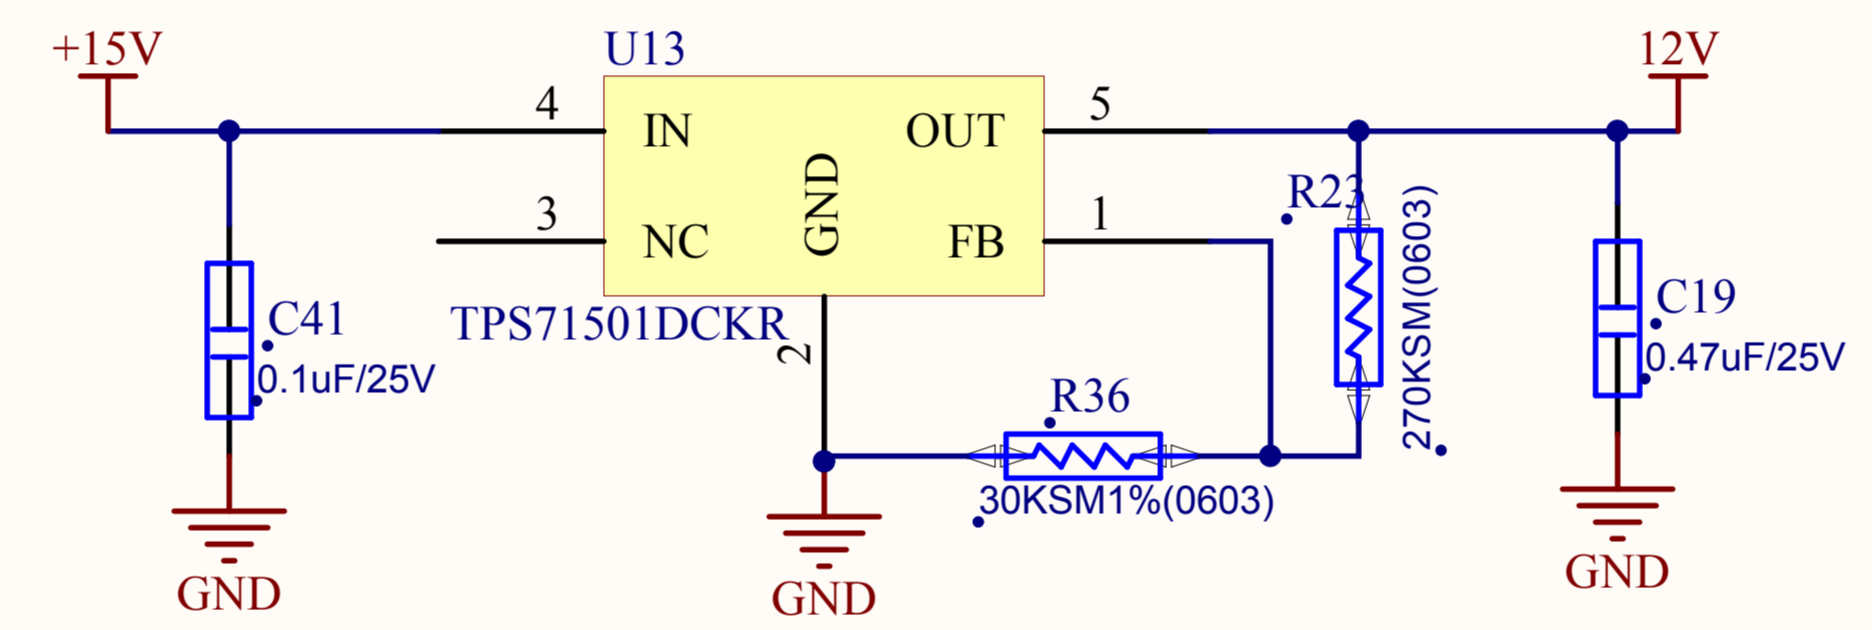 +15V
U13
12V
4
IN
OUT
5
GND
3
NC
FB
1
R23
270KSM(0603)
C41
0.1uF/25V
TPS71501DCKR
2
C19
0.47uF/25V
R36
30KSM1%(0603)
GND
GND
GND